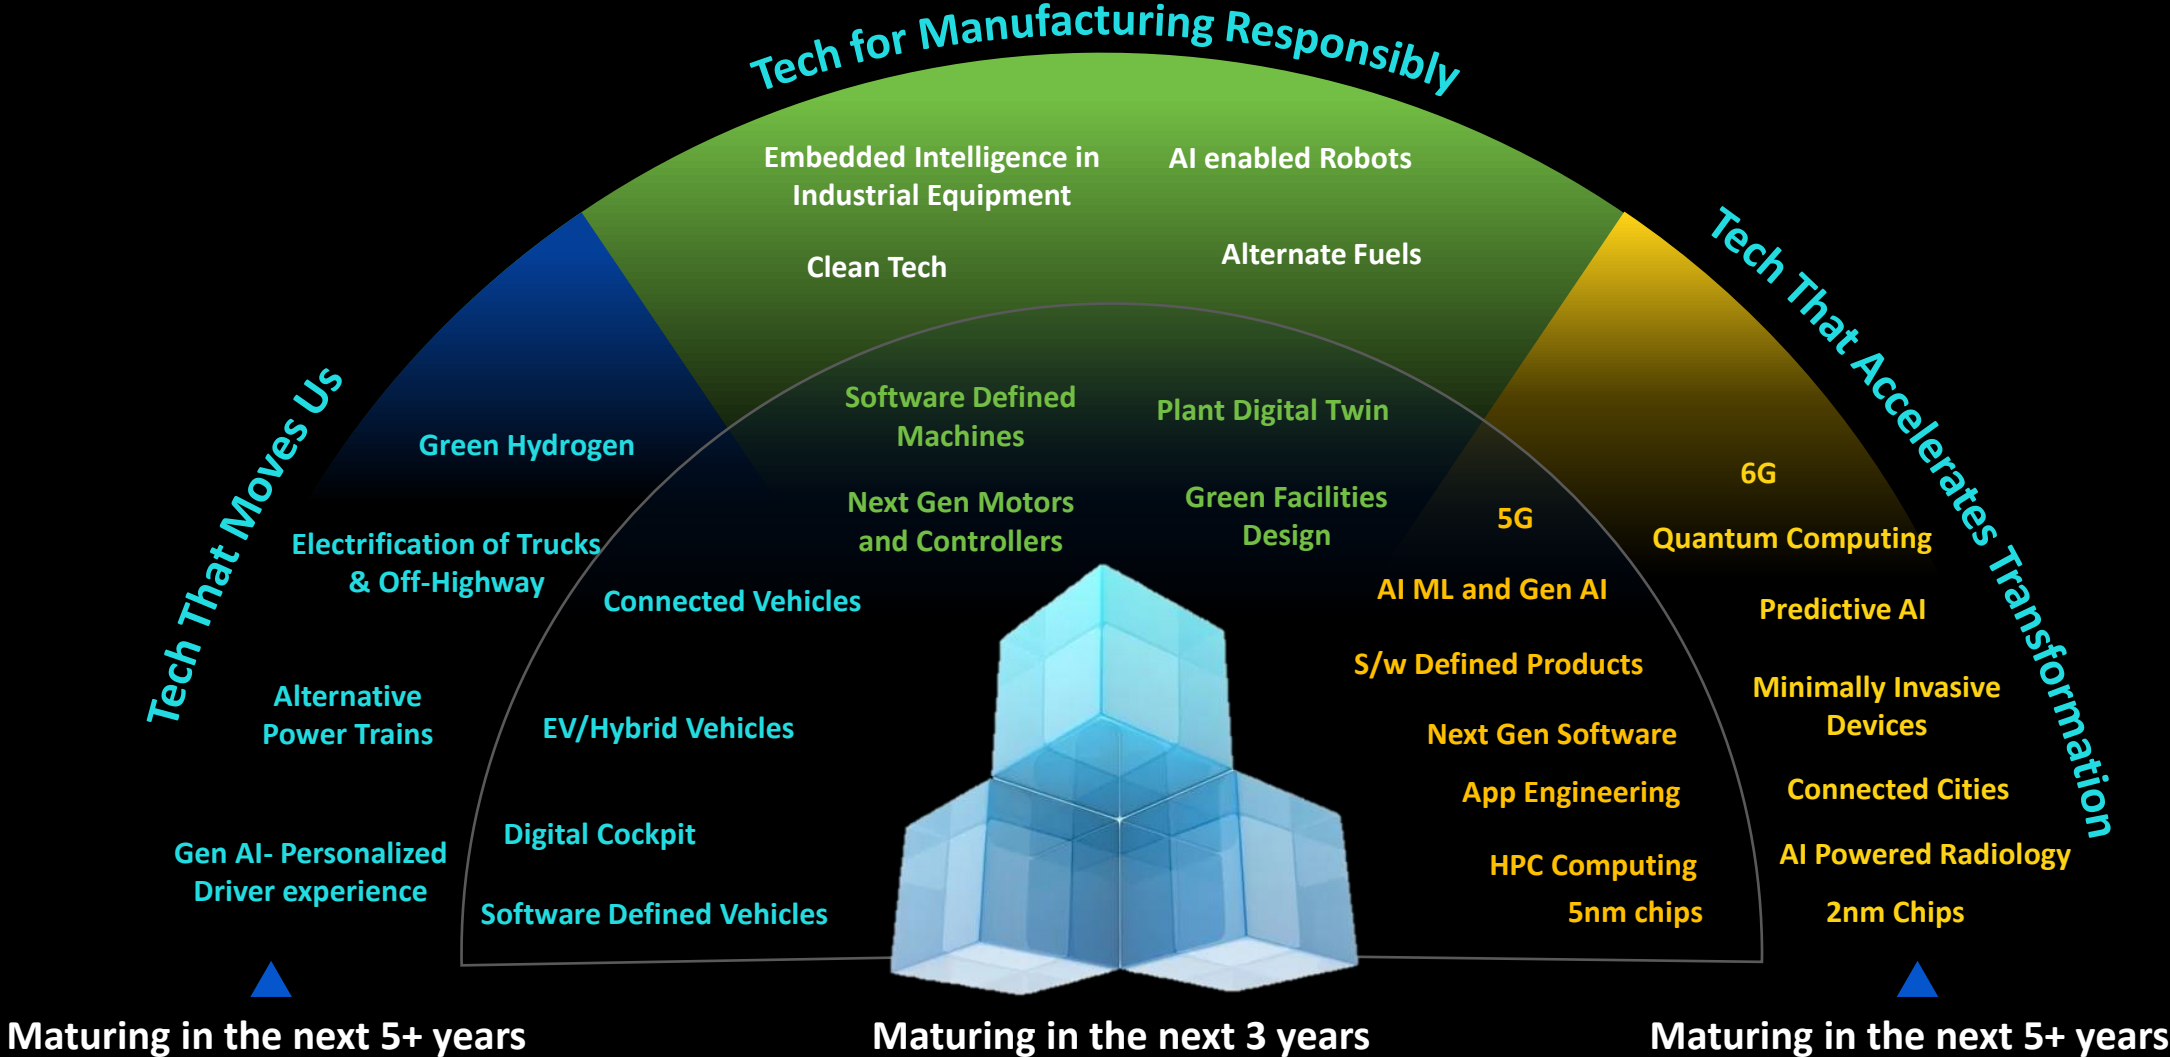 Tech for Manufacturing Responsibly
Embedded Intelligence in
Industrial Equipment
AI enabled Robots
Clean Tech
Alternate Fuels
Software Defined
Machines
Plant Digital Twin
Next Gen Motors
and Controllers
Green Facilities
Design
Tech That Moves Us
Green Hydrogen
Electrification of Trucks
& Off-Highway
Alternative
Power Trains
Gen AI- Personalized
Driver experience
Connected Vehicles
EV/Hybrid Vehicles
Digital Cockpit
Software Defined Vehicles
Tech That Accelerates Transformation
5G
AI ML and Gen AI
S/w Defined Products
Next Gen Software
App Engineering
HPC Computing
5nm chips
6G
Quantum Computing
Predictive AI
Minimally Invasive
Devices
Connected Cities
AI Powered Radiology
2nm Chips
Maturing in the next 5+ years
Maturing in the next 3 years
Maturing in the next 5+ years